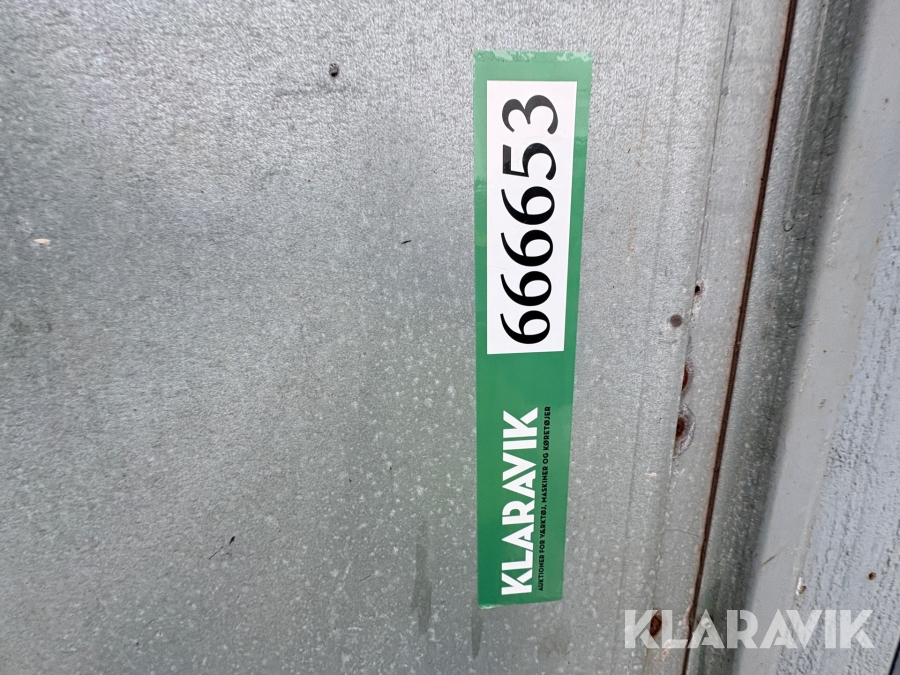 KLARAVIK
AUKTIONER FOR VÆRKTØJ, MASKINER OG KØRETØJER
666653
KLARAVIK